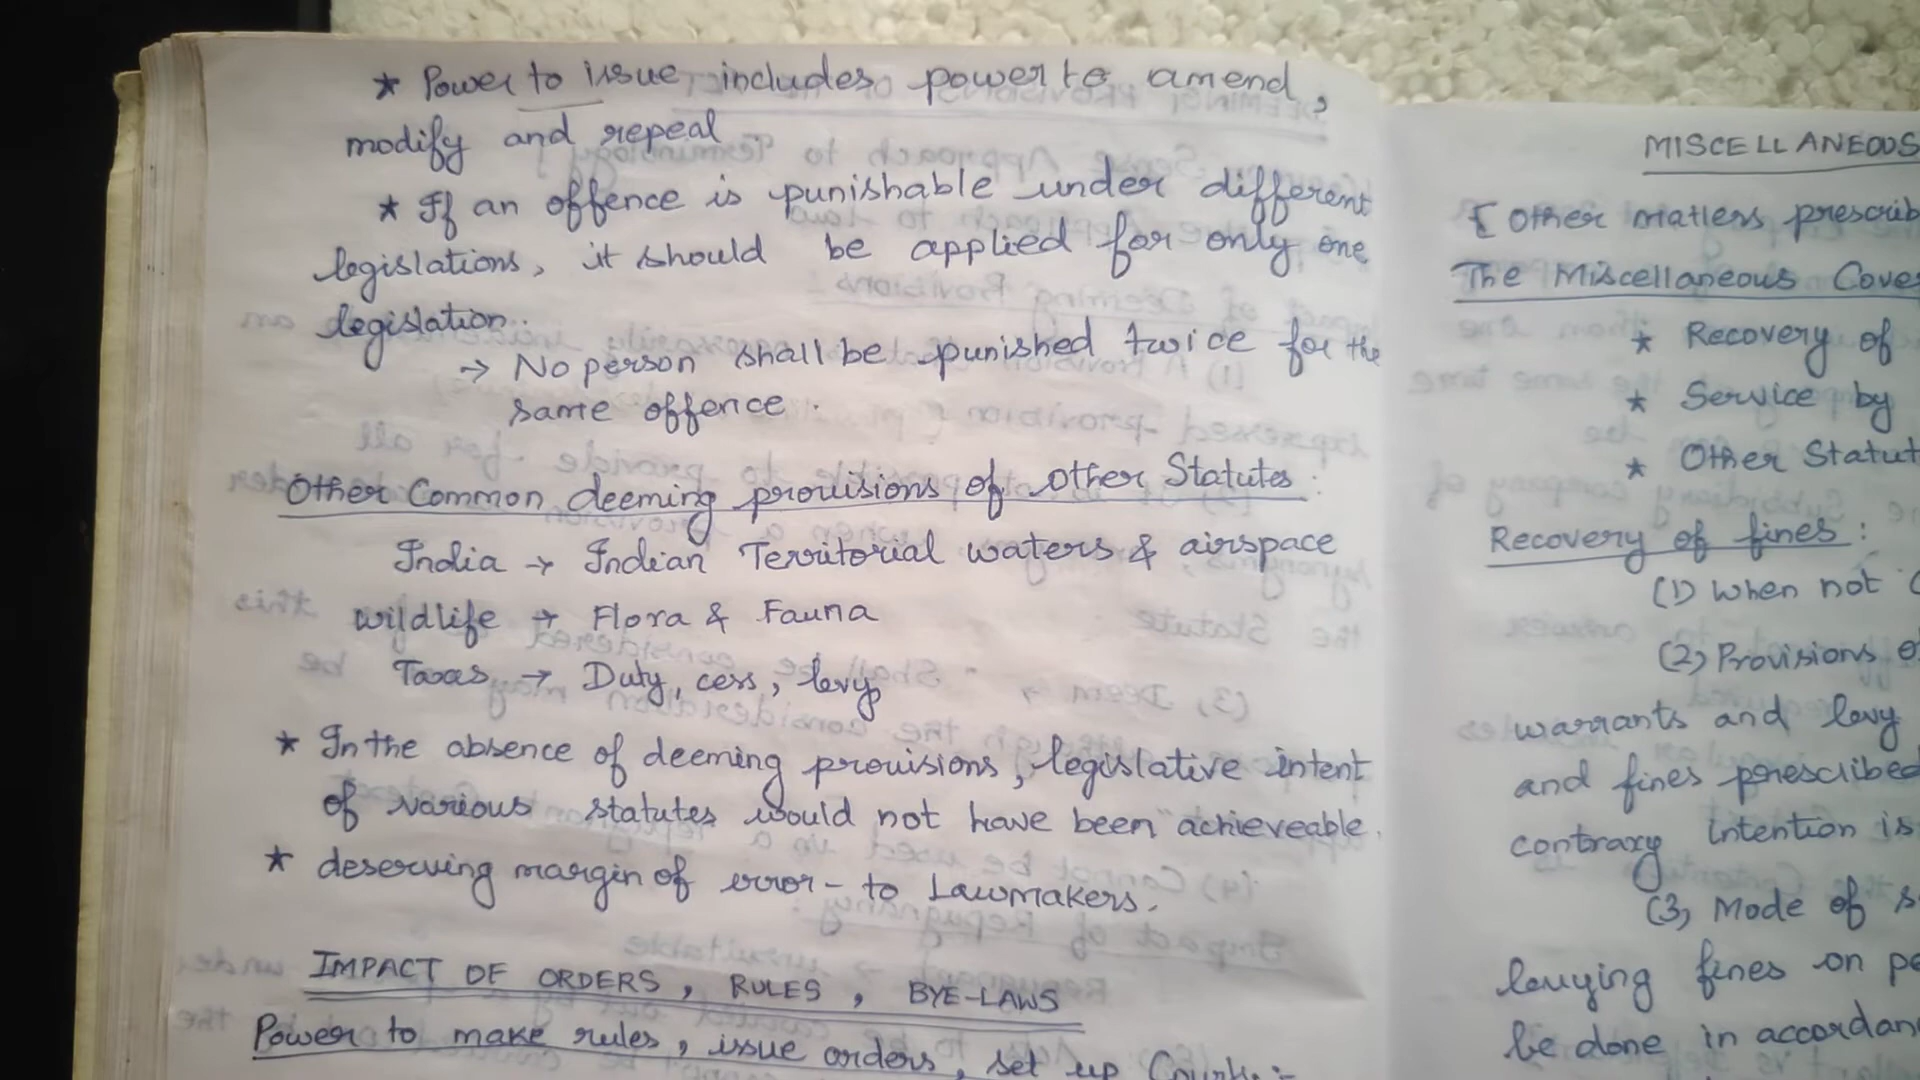 * Power to issue includes power to amend,
modify and repeal
* If an offence is punishable under different
legislations, it should be applied for only one
legislation.
→ No person shall be punished twice for the
same offence.
Other Common deeming provisions of other Statutes:
India → Indian Territorial waters & airspace
Wildlife → Flora & Fauna
Taxes → Duty, cess, levy
* In the absence of deeming provisions, legislative intent
of various statutes would not have been achieveable.
* deserving margin of error - to Lawmakers.
IMPACT OF ORDERS, RULES, BYE-LAWS
Power to make rules, issue orders, set up Courts:-
MISCELLANEOUS
[Other matters prescrib
The Miscellaneous Cove
* Recovery of
* Service by
* Other Statut
Recovery of fines:
(1) When not
(2) Provisions o
warrants and levy
and fines prescribed
contrary intention is
(3) Mode of
levying fines on pe
be done in accordan